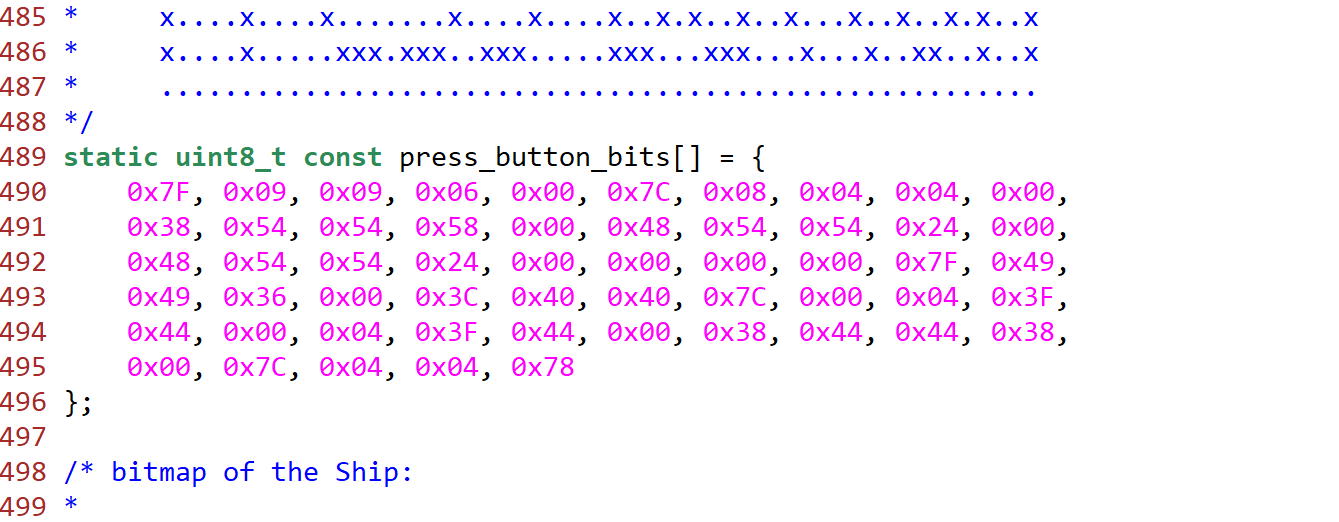 485 *     x....x....x.......x....x....x..x.x..x..x...x..x..x.x..x
486 *     x....x.....xxx.xxx..xxx.....xxx...xxx...x...x..xx..x..x
487 *     .......................................................
488 */
489 static uint8_t const press_button_bits[] = {
490     0x7F, 0x09, 0x09, 0x06, 0x00, 0x7C, 0x08, 0x04, 0x04, 0x00,
491     0x38, 0x54, 0x54, 0x58, 0x00, 0x48, 0x54, 0x54, 0x24, 0x00,
492     0x48, 0x54, 0x54, 0x24, 0x00, 0x00, 0x00, 0x00, 0x7F, 0x49,
493     0x49, 0x36, 0x00, 0x3C, 0x40, 0x40, 0x7C, 0x00, 0x04, 0x3F,
494     0x44, 0x00, 0x04, 0x3F, 0x44, 0x00, 0x38, 0x44, 0x44, 0x38,
495     0x00, 0x7C, 0x04, 0x04, 0x78
496 };
497
498 /* bitmap of the Ship:
499 *